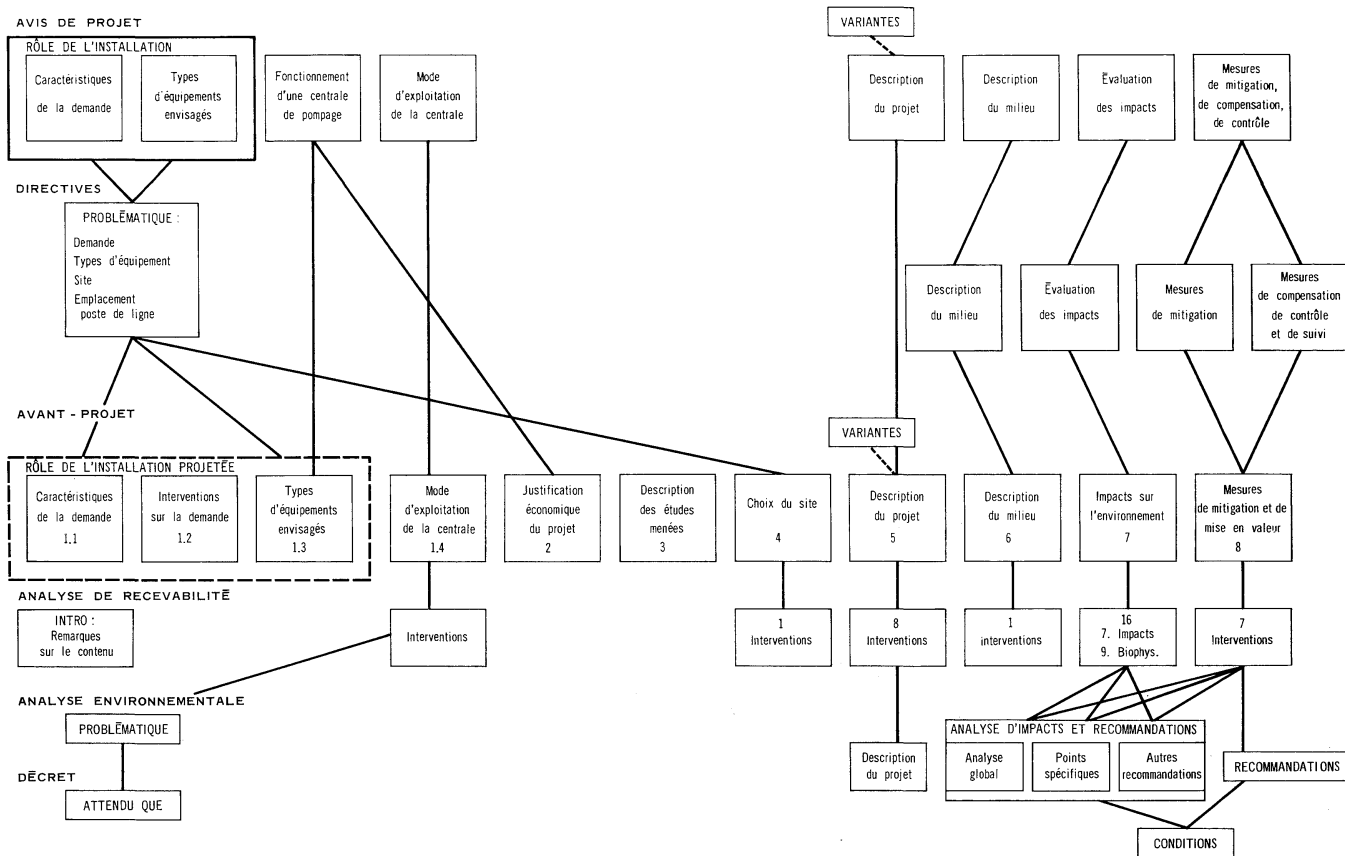 AVIS DE PROJET
RÔLE DE L'INSTALLATION
Caractéristiques
de la demande
Types
d'équipements
envisagés
Fonctionnement
d'une centrale
de pompage
Mode
d'exploitation
de la centrale
VARIANTES
Description
du projet
Description
du milieu
Ēvaluation
des impacts
Mesures
de mitigation,
de compensation,
de contrôle
DIRECTIVES
PROBLĒMATIQUE :
Demande
Types d'équipement
Site
Emplacement
poste de ligne
Description
du milieu
Ēvaluation
des impacts
Mesures
de mitigation
Mesures
de compensation
de contrôle
et de suivi
AVANT - PROJET
VARIANTES
RÔLE DE L'INSTALLATION PROJETĒE
Caractéristiques
de la demande
1.1
Interventions
sur la demande
1.2
Types
d'équipements
envisagés
1.3
Mode
d'exploitation
de la centrale
1.4
Justification
économique
du projet
2
Description
des études
menées
3
Choix du site
4
Description
du projet
5
Description
du milieu
6
Impacts sur
l'environnement
7
Mesures
de mitigation et de
mise en valeur
8
ANALYSE DE RECEVABILITĒ
INTRO :
Remarques
sur le contenu
Interventions
1
Interventions
8
Interventions
1
interventions
16
7. Impacts
9. Biophys.
7
Interventions
ANALYSE ENVIRONNEMENTALE
PROBLĒMATIQUE
Description
du projet
ANALYSE D'IMPACTS ET RECOMMANDATIONS
Analyse
global
Points
spécifiques
Autres
recommandations
RECOMMANDATIONS
DĒCRET
ATTENDU QUE
CONDITIONS